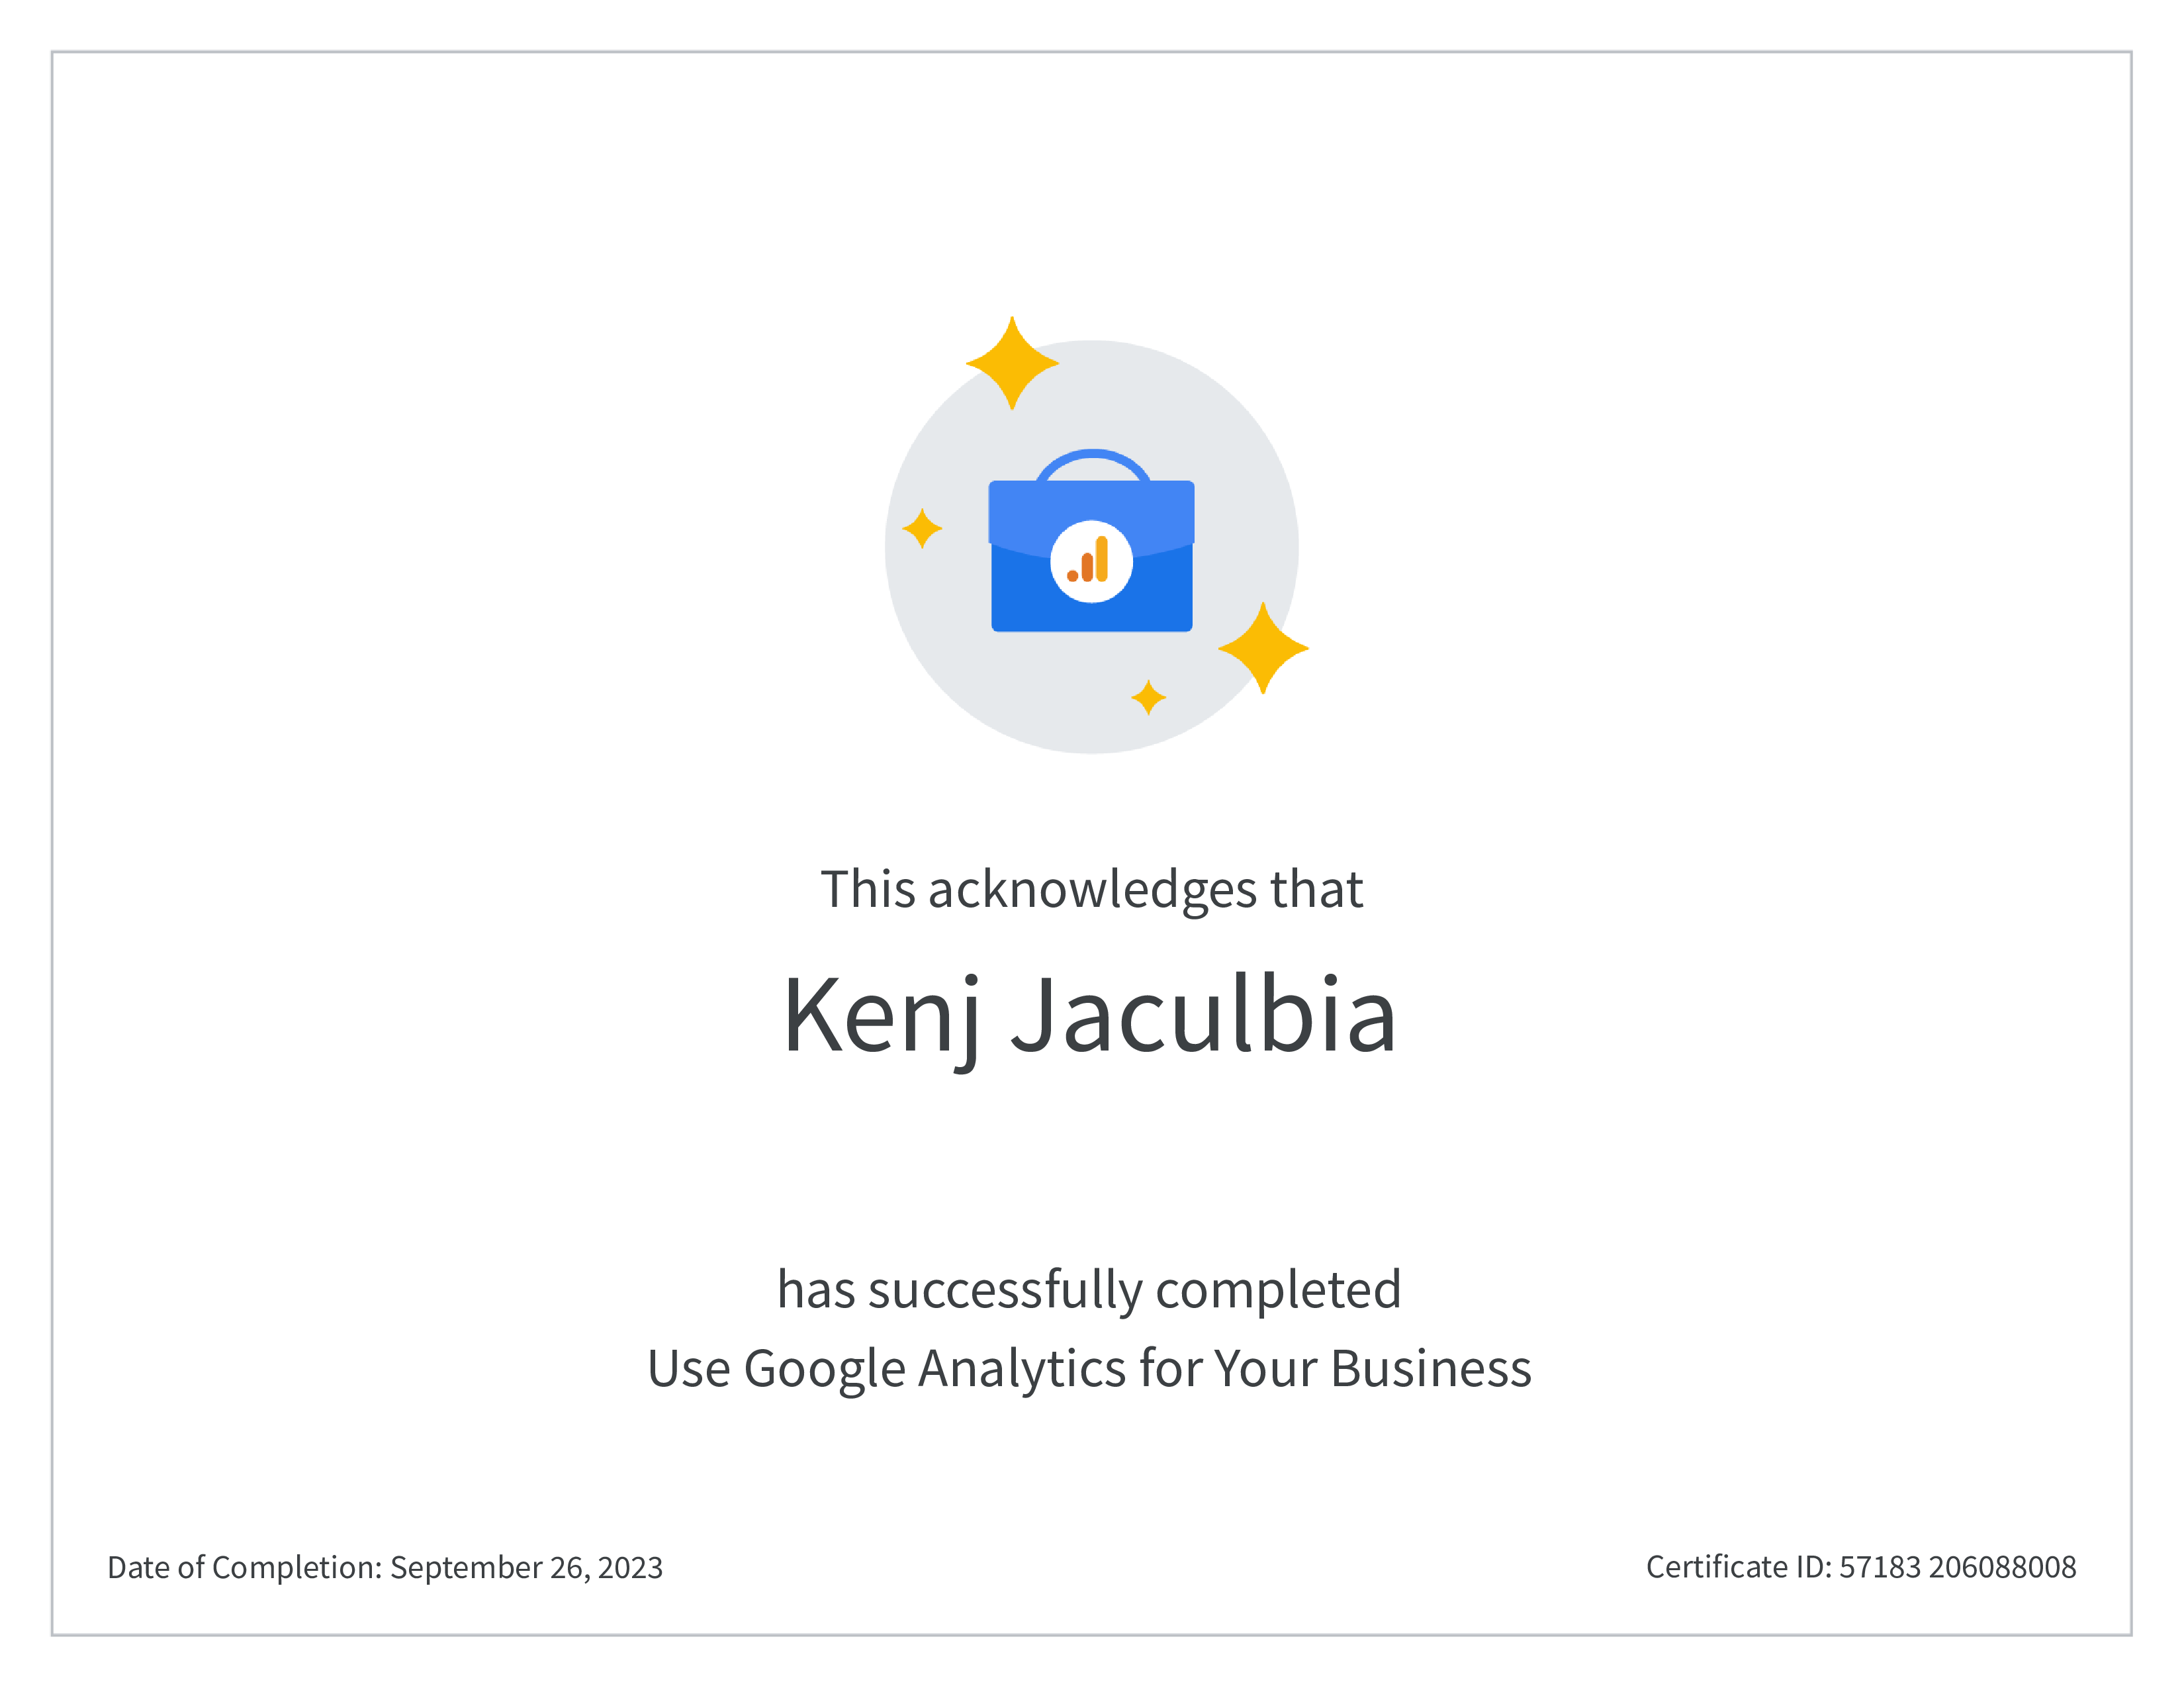 This acknowledges that
Kenj Jaculbia
has successfully completed
Use Google Analytics for Your Business
Date of Completion: September 26, 2023
Certificate ID: 57183 206088008